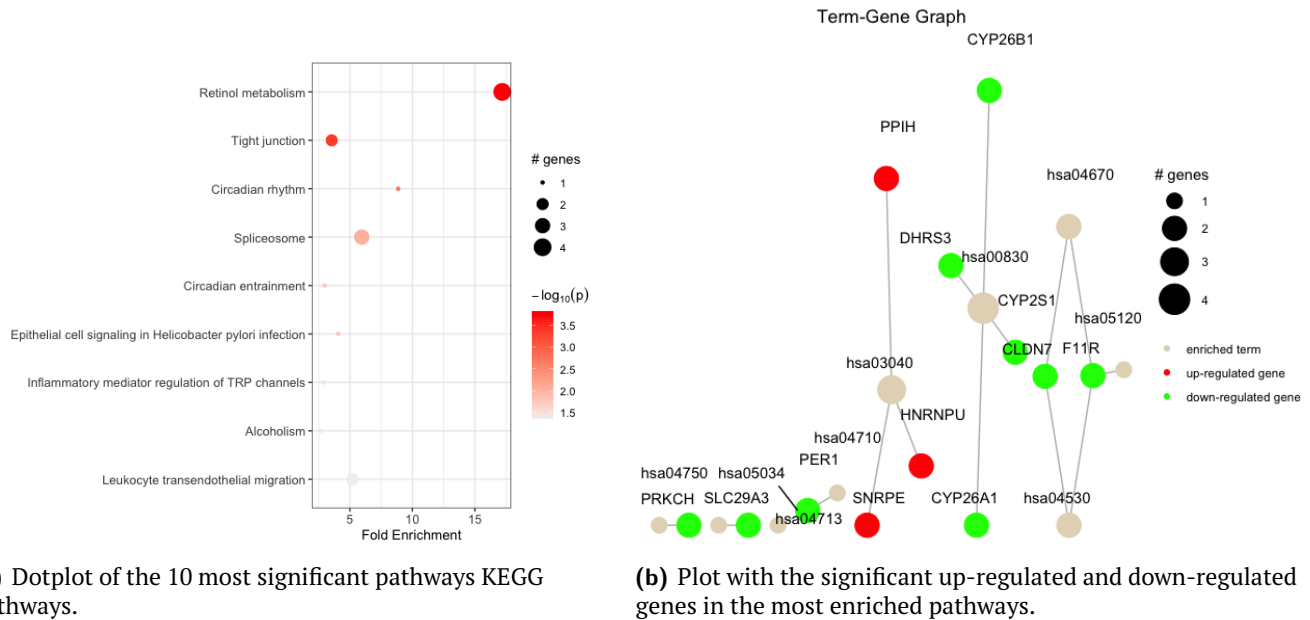 Retinol metabolism
Tight junction
Circadian rhythm
Spliceosome
Circadian entrainment
Epithelial cell signaling in Helicobacter pylori infection
Inflammatory mediator regulation of TRP channels
Alcoholism
Leukocyte transendothelial migration
5 10 15
Fold Enrichment
# genes
1
2
3
4
−log10(p)
3.5
3.0
2.5
2.0
1.5
) Dotplot of the 10 most significant pathways KEGG
thways.
Term-Gene Graph
CYP26B1
PPIH
hsa04670
DHRS3
hsa00830
CYP2S1
hsa05120
CLDN7 F11R
hsa03040
HNRNPU
hsa04710
PER1
hsa04750 hsa05034
PRKCH SLC29A3 SNRPE CYP26A1 hsa04530
hsa04713
# genes
1
2
3
4
enriched term
up-regulated gene
down-regulated gene
(b) Plot with the significant up-regulated and down-regulated
genes in the most enriched pathways.